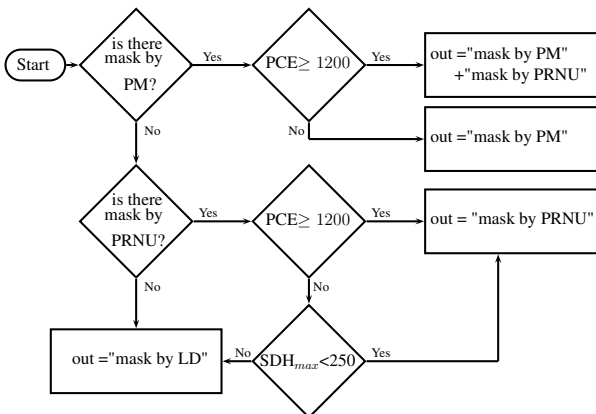 Start
is there
mask by
PM?
Yes
PCE≥ 1200
Yes
out ="mask by PM"
+"mask by PRNU"
No
No
out ="mask by PM"
is there
mask by
PRNU?
Yes
PCE≥ 1200
Yes
out = "mask by PRNU"
No
No
out ="mask by LD"
No
SDH_max<250
Yes